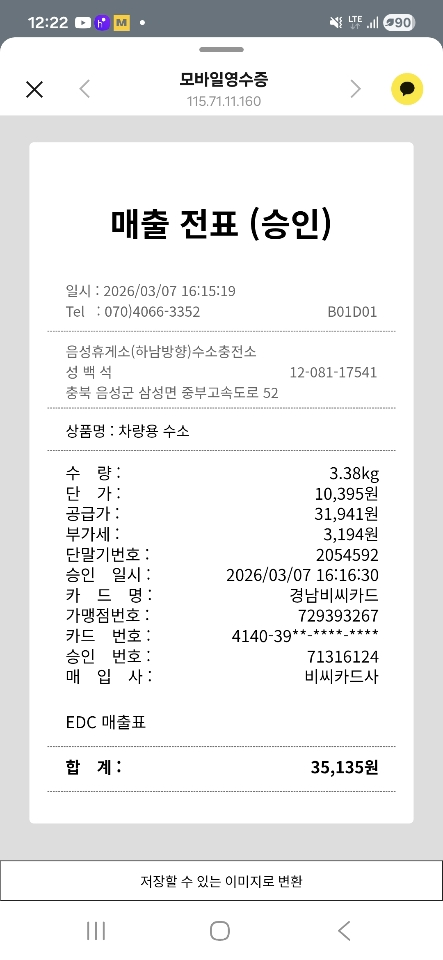 12:22 M LTE 90
모바일영수증
115.71.11.160
매출 전표 (승인)
일시 : 2026/03/07 16:15:19
Tel : 070)4066-3352 B01D01
음성휴게소(하남방향)수소충전소
성 백 석 12-081-17541
충북 음성군 삼성면 중부고속도로 52
상품명 : 차량용 수소
수 량 : 3.38kg
단 가 : 10,395원
공급가 : 31,941원
부가세 : 3,194원
단말기번호 : 2054592
승인 일시 : 2026/03/07 16:16:30
카 드 명 : 경남비씨카드
가맹점번호 : 729393267
카드 번호 : 4140-39**-****-****
승인 번호 : 71316124
매 입 사 : 비씨카드사
EDC 매출표
합 계 : 35,135원
저장할 수 있는 이미지로 변환